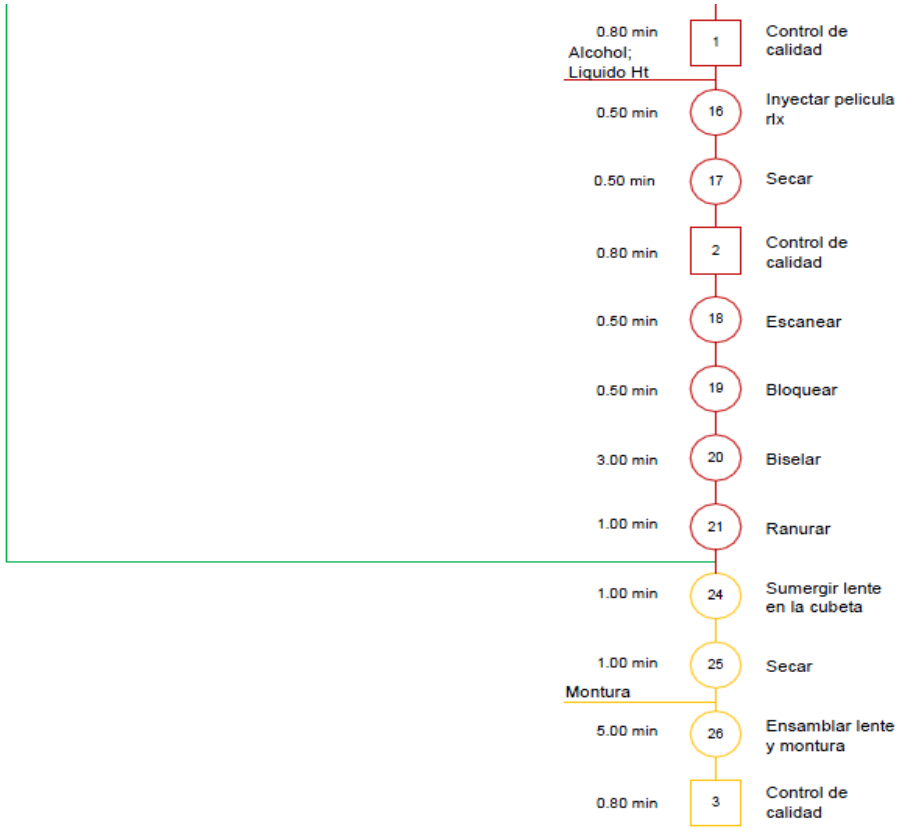 0.80 min
1
Control de
calidad
Alcohol;
Liquido Ht
0.50 min
16
Inyectar pelicula
rlx
0.50 min
17
Secar
0.80 min
2
Control de
calidad
0.50 min
18
Escanear
0.50 min
19
Bloquear
3.00 min
20
Biselar
1.00 min
21
Ranurar
1.00 min
24
Sumergir lente
en la cubeta
1.00 min
25
Secar
Montura
5.00 min
26
Ensamblar lente
y montura
0.80 min
3
Control de
calidad